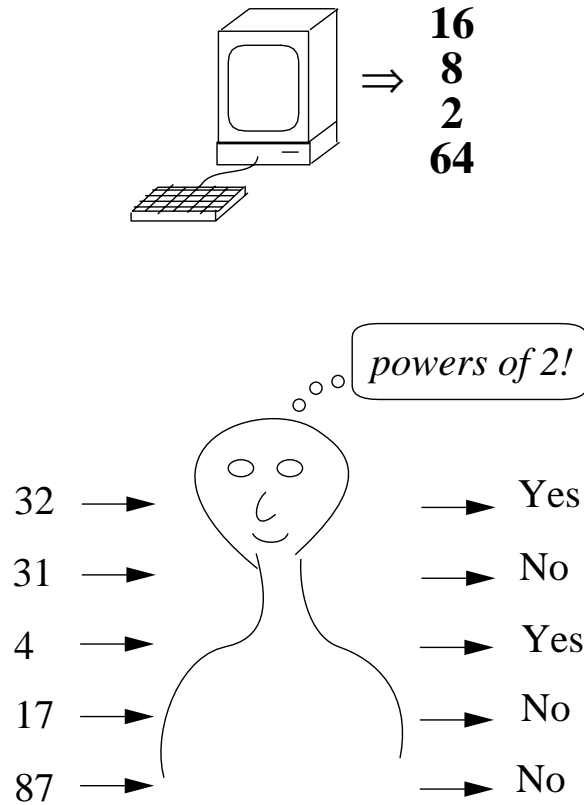 16
8
⇒
2
64
powers of 2!
32 Yes
31 No
4 Yes
17 No
87 No